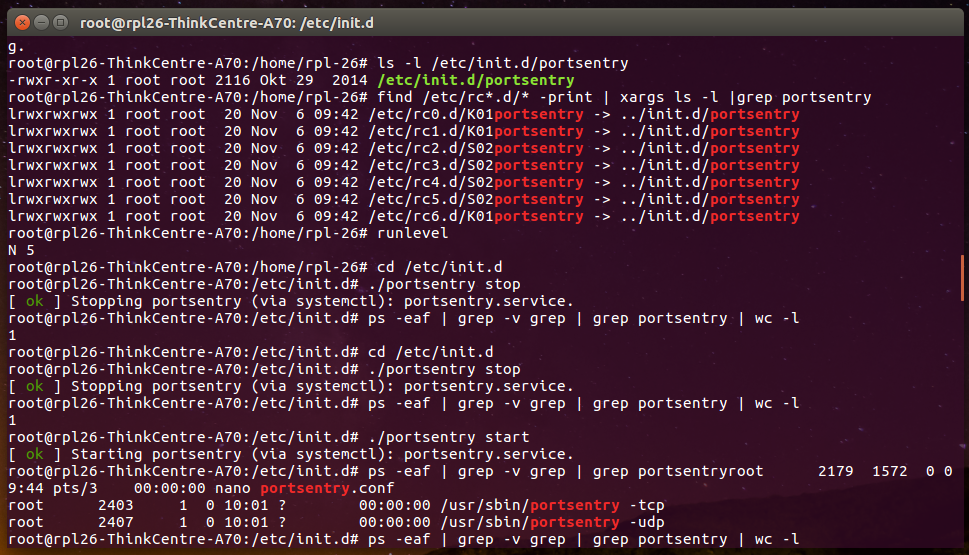 root@rpl26-ThinkCentre-A70: /etc/init.d
g.
root@rpl26-ThinkCentre-A70:/home/rpl-26# ls -l /etc/init.d/portsentry
-rwxr-xr-x 1 root root 2116 Okt 29  2014 /etc/init.d/portsentry
root@rpl26-ThinkCentre-A70:/home/rpl-26# find /etc/rc*.d/* -print | xargs ls -l |grep portsentry
lrwxrwxrwx 1 root root  20 Nov  6 09:42 /etc/rc0.d/K01portsentry -> ../init.d/portsentry
lrwxrwxrwx 1 root root  20 Nov  6 09:42 /etc/rc1.d/K01portsentry -> ../init.d/portsentry
lrwxrwxrwx 1 root root  20 Nov  6 09:42 /etc/rc2.d/S02portsentry -> ../init.d/portsentry
lrwxrwxrwx 1 root root  20 Nov  6 09:42 /etc/rc3.d/S02portsentry -> ../init.d/portsentry
lrwxrwxrwx 1 root root  20 Nov  6 09:42 /etc/rc4.d/S02portsentry -> ../init.d/portsentry
lrwxrwxrwx 1 root root  20 Nov  6 09:42 /etc/rc5.d/S02portsentry -> ../init.d/portsentry
lrwxrwxrwx 1 root root  20 Nov  6 09:42 /etc/rc6.d/K01portsentry -> ../init.d/portsentry
root@rpl26-ThinkCentre-A70:/home/rpl-26# runlevel
N 5
root@rpl26-ThinkCentre-A70:/home/rpl-26# cd /etc/init.d
root@rpl26-ThinkCentre-A70:/etc/init.d# ./portsentry stop
[ ok ] Stopping portsentry (via systemctl): portsentry.service.
root@rpl26-ThinkCentre-A70:/etc/init.d# ps -eaf | grep -v grep | grep portsentry | wc -l
1
root@rpl26-ThinkCentre-A70:/etc/init.d# cd /etc/init.d
root@rpl26-ThinkCentre-A70:/etc/init.d# ./portsentry stop
[ ok ] Stopping portsentry (via systemctl): portsentry.service.
root@rpl26-ThinkCentre-A70:/etc/init.d# ps -eaf | grep -v grep | grep portsentry | wc -l
1
root@rpl26-ThinkCentre-A70:/etc/init.d# ./portsentry start
[ ok ] Starting portsentry (via systemctl): portsentry.service.
root@rpl26-ThinkCentre-A70:/etc/init.d# ps -eaf | grep -v grep | grep portsentryroot      2179  1572  0 0
9:44 pts/3    00:00:00 nano portsentry.conf
root      2403     1  0 10:01 ?        00:00:00 /usr/sbin/portsentry -tcp
root      2407     1  0 10:01 ?        00:00:00 /usr/sbin/portsentry -udp
root@rpl26-ThinkCentre-A70:/etc/init.d# ps -eaf | grep -v grep | grep portsentry | wc -l